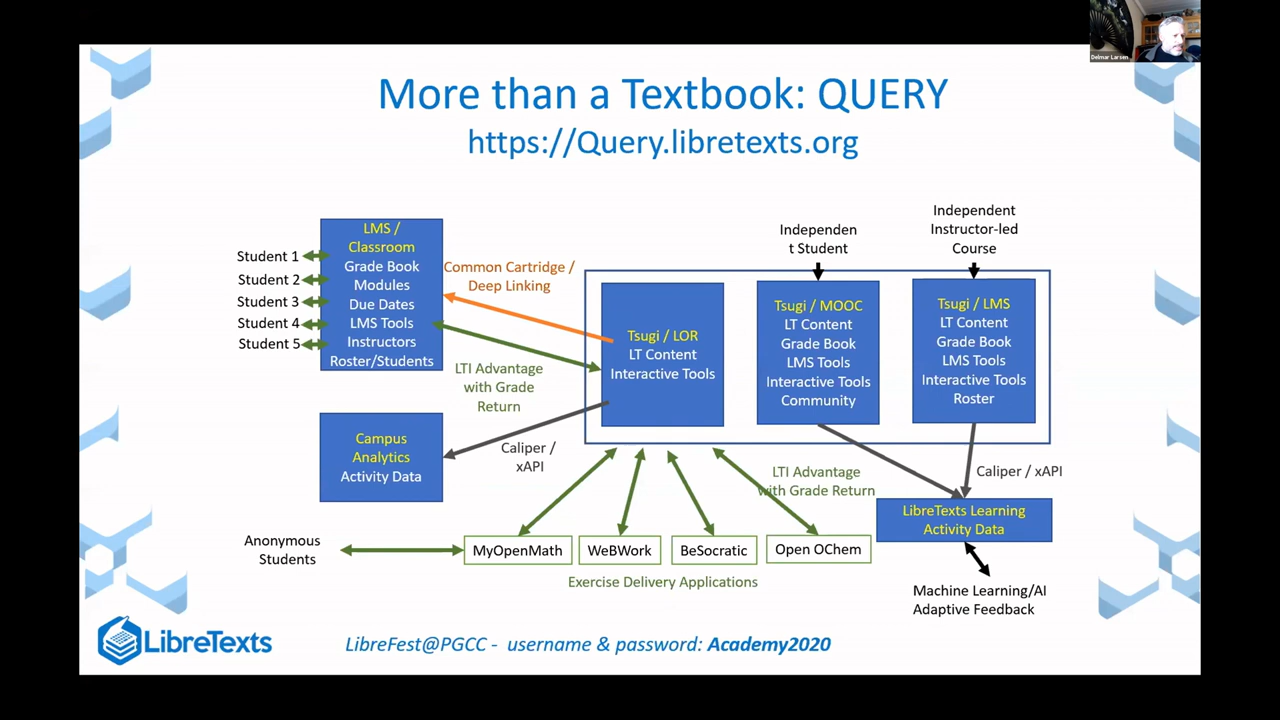 Delmar Larsen
More than a Textbook: QUERY
https://Query.libretexts.org
Student 1
Student 2
Student 3
Student 4
Student 5
LMS /
Classroom
Grade Book
Modules
Due Dates
LMS Tools
Instructors
Roster/Students
Common Cartridge /
Deep Linking
LTI Advantage
with Grade
Return
Campus
Analytics
Activity Data
Caliper /
xAPI
Tsugi / LOR
LT Content
Interactive Tools
Independen
t Student
Tsugi / MOOC
LT Content
Grade Book
LMS Tools
Interactive Tools
Community
Independent
Instructor-led
Course
Tsugi / LMS
LT Content
Grade Book
LMS Tools
Interactive Tools
Roster
LTI Advantage
with Grade Return
Caliper / xAPI
LibreTexts Learning
Activity Data
Machine Learning/AI
Adaptive Feedback
Anonymous
Students
MyOpenMath
WeBWork
BeSocratic
Open OChem
Exercise Delivery Applications
LibreTexts
LibreFest@PGCC - username & password: Academy2020